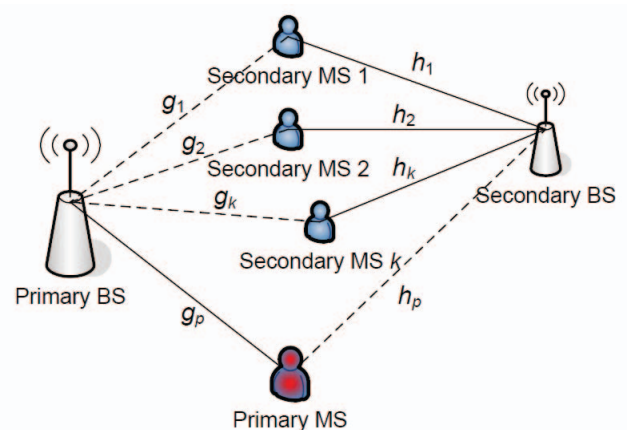 h1
Secondary MS 1
g1
h2
g2
Secondary MS 2
hk
Secondary BS
gk
Secondary MS k
Primary BS
hp
gp
Primary MS